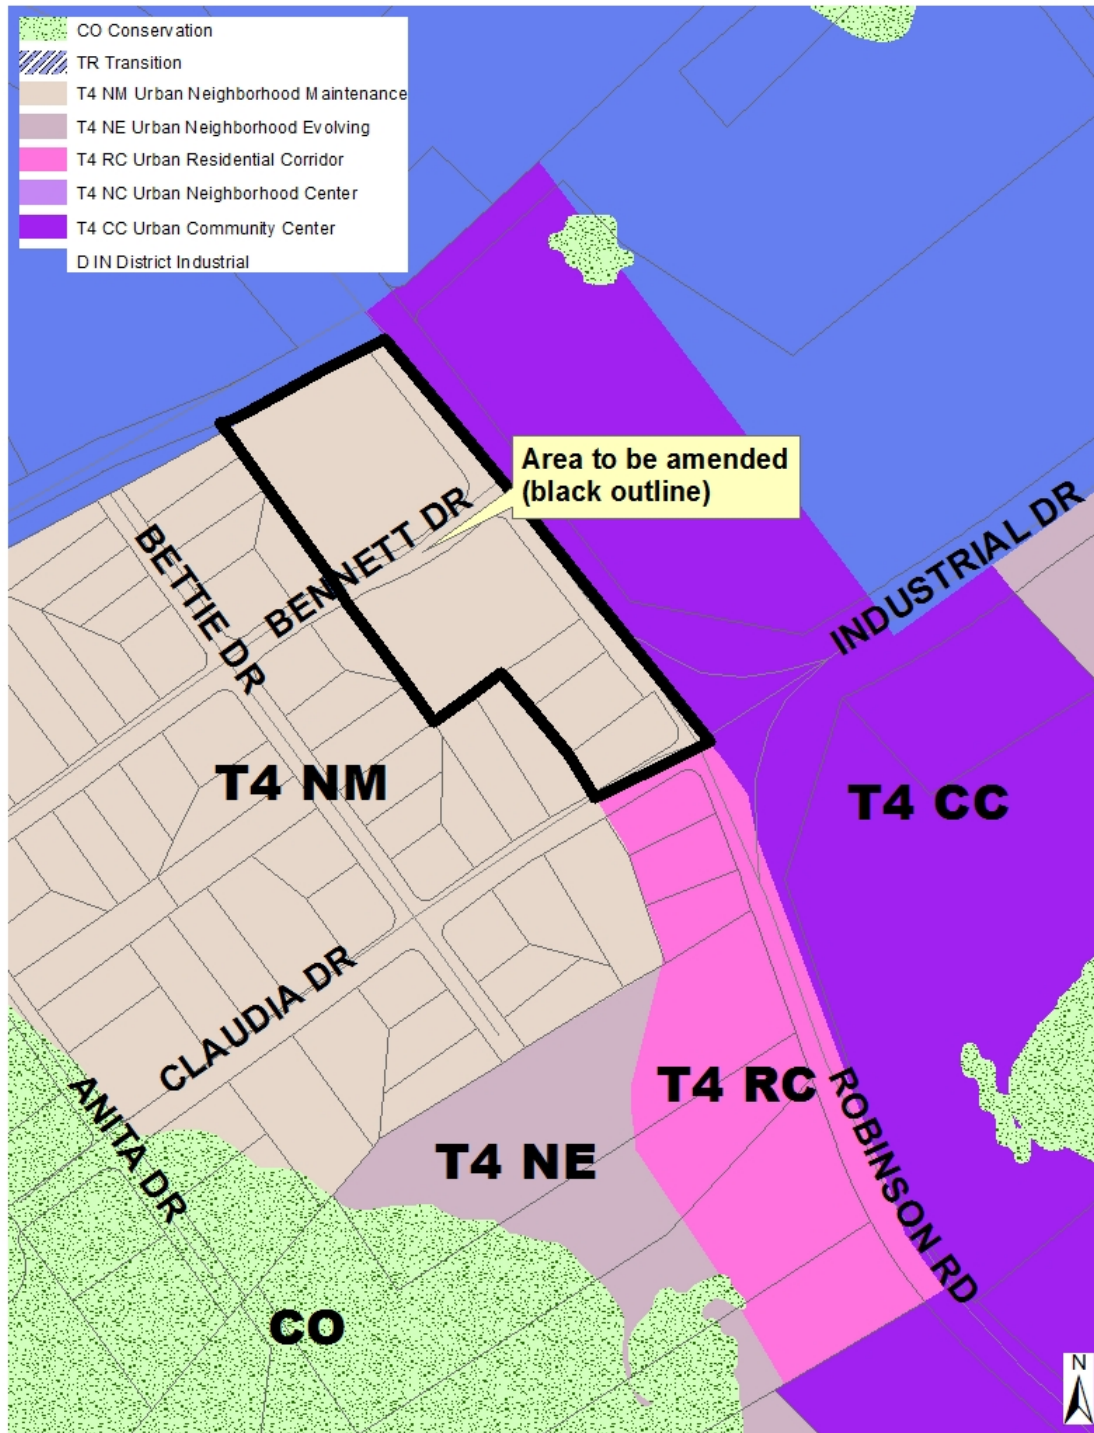 CO Conservation
TR Transition
T4 NM Urban Neighborhood Maintenance
T4 NE Urban Neighborhood Evolving
T4 RC Urban Residential Corridor
T4 NC Urban Neighborhood Center
T4 CC Urban Community Center
D IN District Industrial
Area to be amended
(black outline)
BENNETT DR
BETTIE DR
INDUSTRIAL DR
T4 NM
T4 CC
CLAUDIA DR
ANITA DR
T4 RC
T4 NE
ROBINSON RD
CO
N